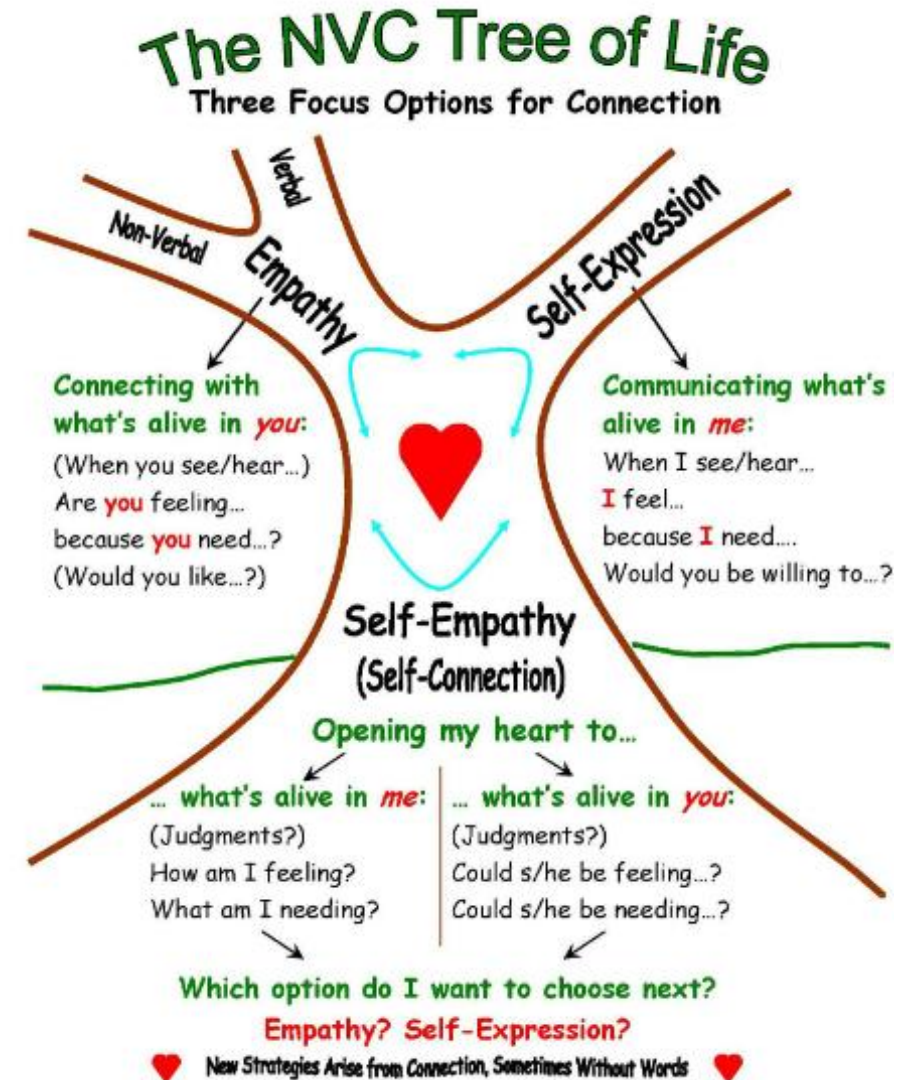 The NVC Tree of Life
Three Focus Options for Connection
Non-Verbal
Verbal
Empathy
Self-Expression
Connecting with
what's alive in you:
(When you see/hear...)
Are you feeling...
because you need...?
(Would you like...?)
Communicating what's
alive in me:
When I see/hear...
I feel...
because I need....
Would you be willing to...?
Self-Empathy
(Self-Connection)
Opening my heart to...
... what's alive in me:
(Judgments?)
How am I feeling?
What am I needing?
... what's alive in you:
(Judgments?)
Could s/he be feeling...?
Could s/he be needing...?
Which option do I want to choose next?
Empathy? Self-Expression?
New Strategies Arise from Connection, Sometimes Without Words